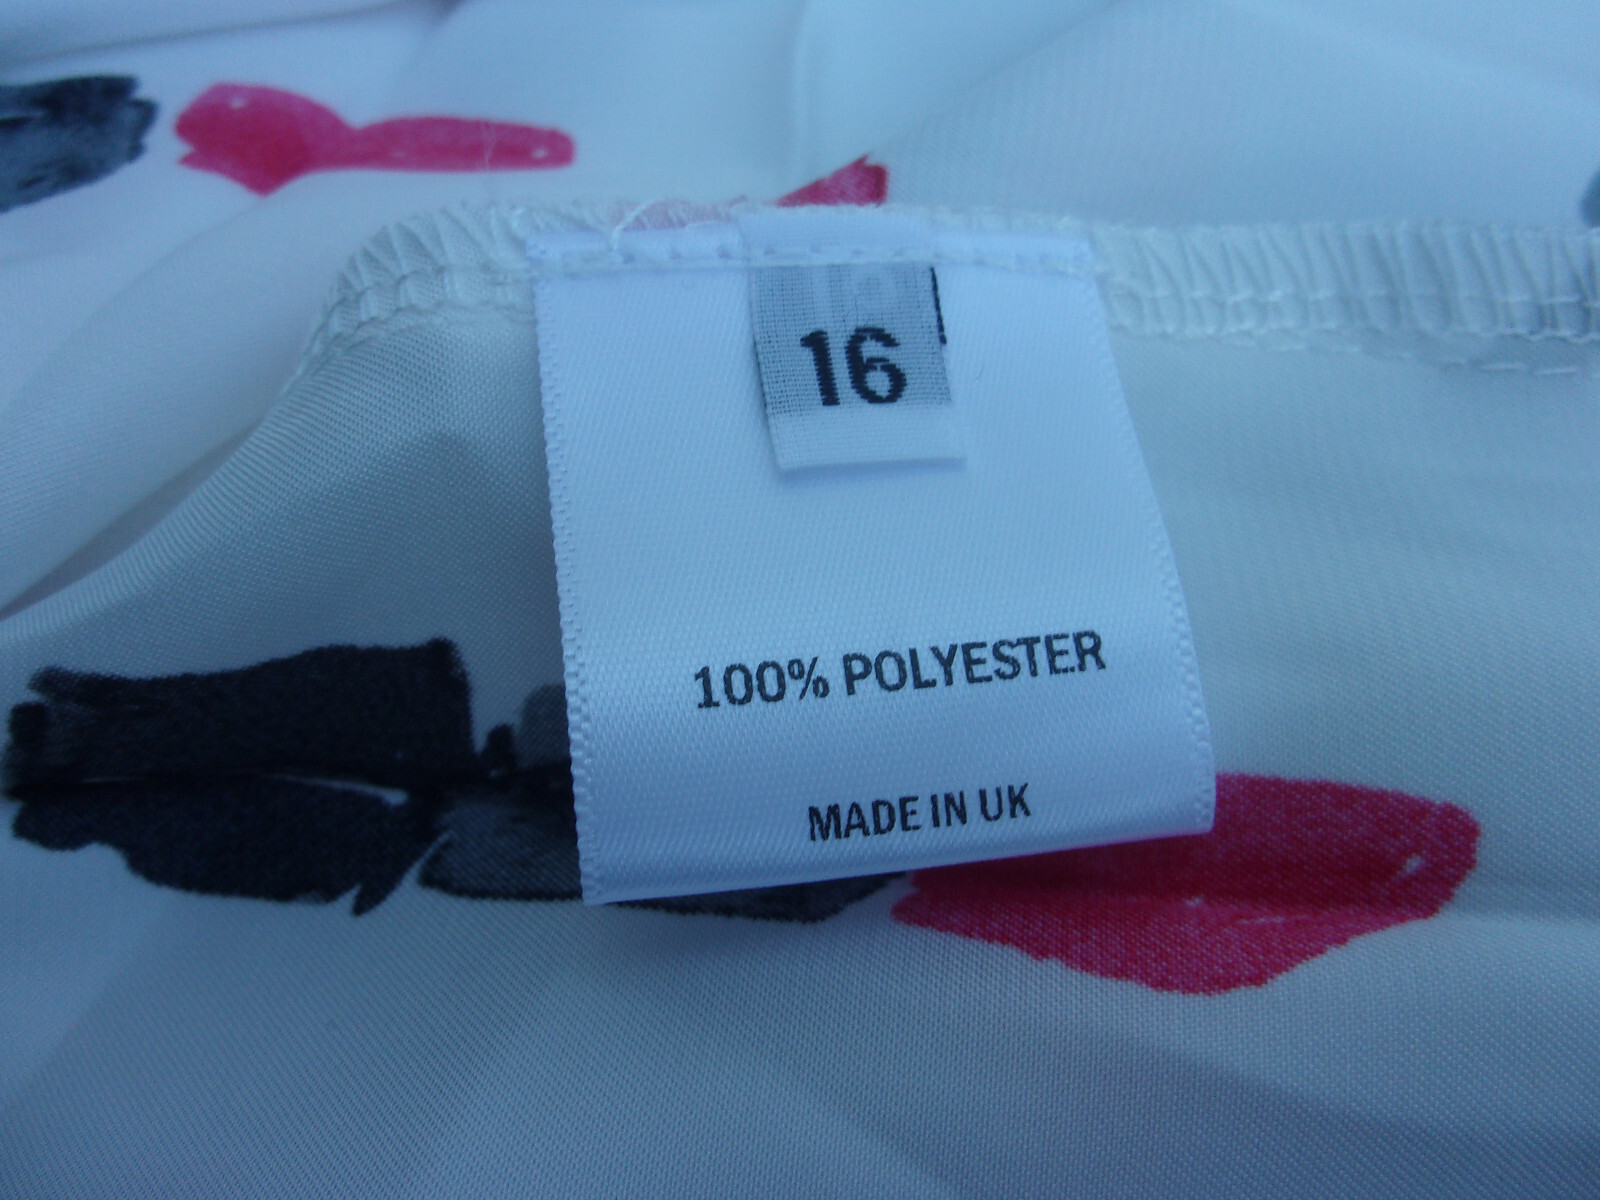 16
100% POLYESTER
MADE IN UK